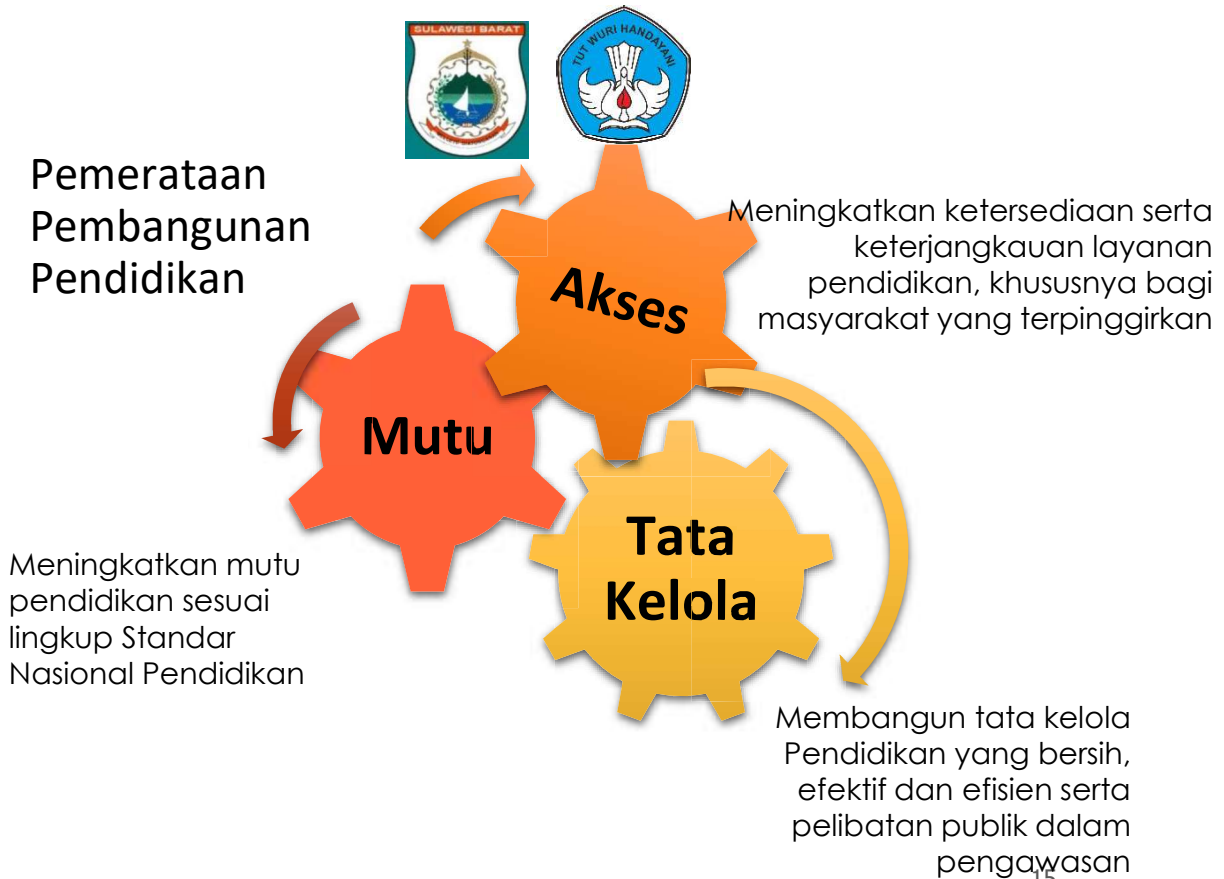 SULAWESI BARAT
TUT WURI HANDAYANI
Pemerataan
Pembangunan
Pendidikan
Meningkatkan ketersediaan serta
keterjangkauan layanan
pendidikan, khususnya bagi
masyarakat yang terpinggirkan
Akses
Mutu
Tata
Kelola
Meningkatkan mutu
pendidikan sesuai
lingkup Standar
Nasional Pendidikan
Membangun tata kelola
Pendidikan yang bersih,
efektif dan efisien serta
pelibatan publik dalam
pengawasan
15